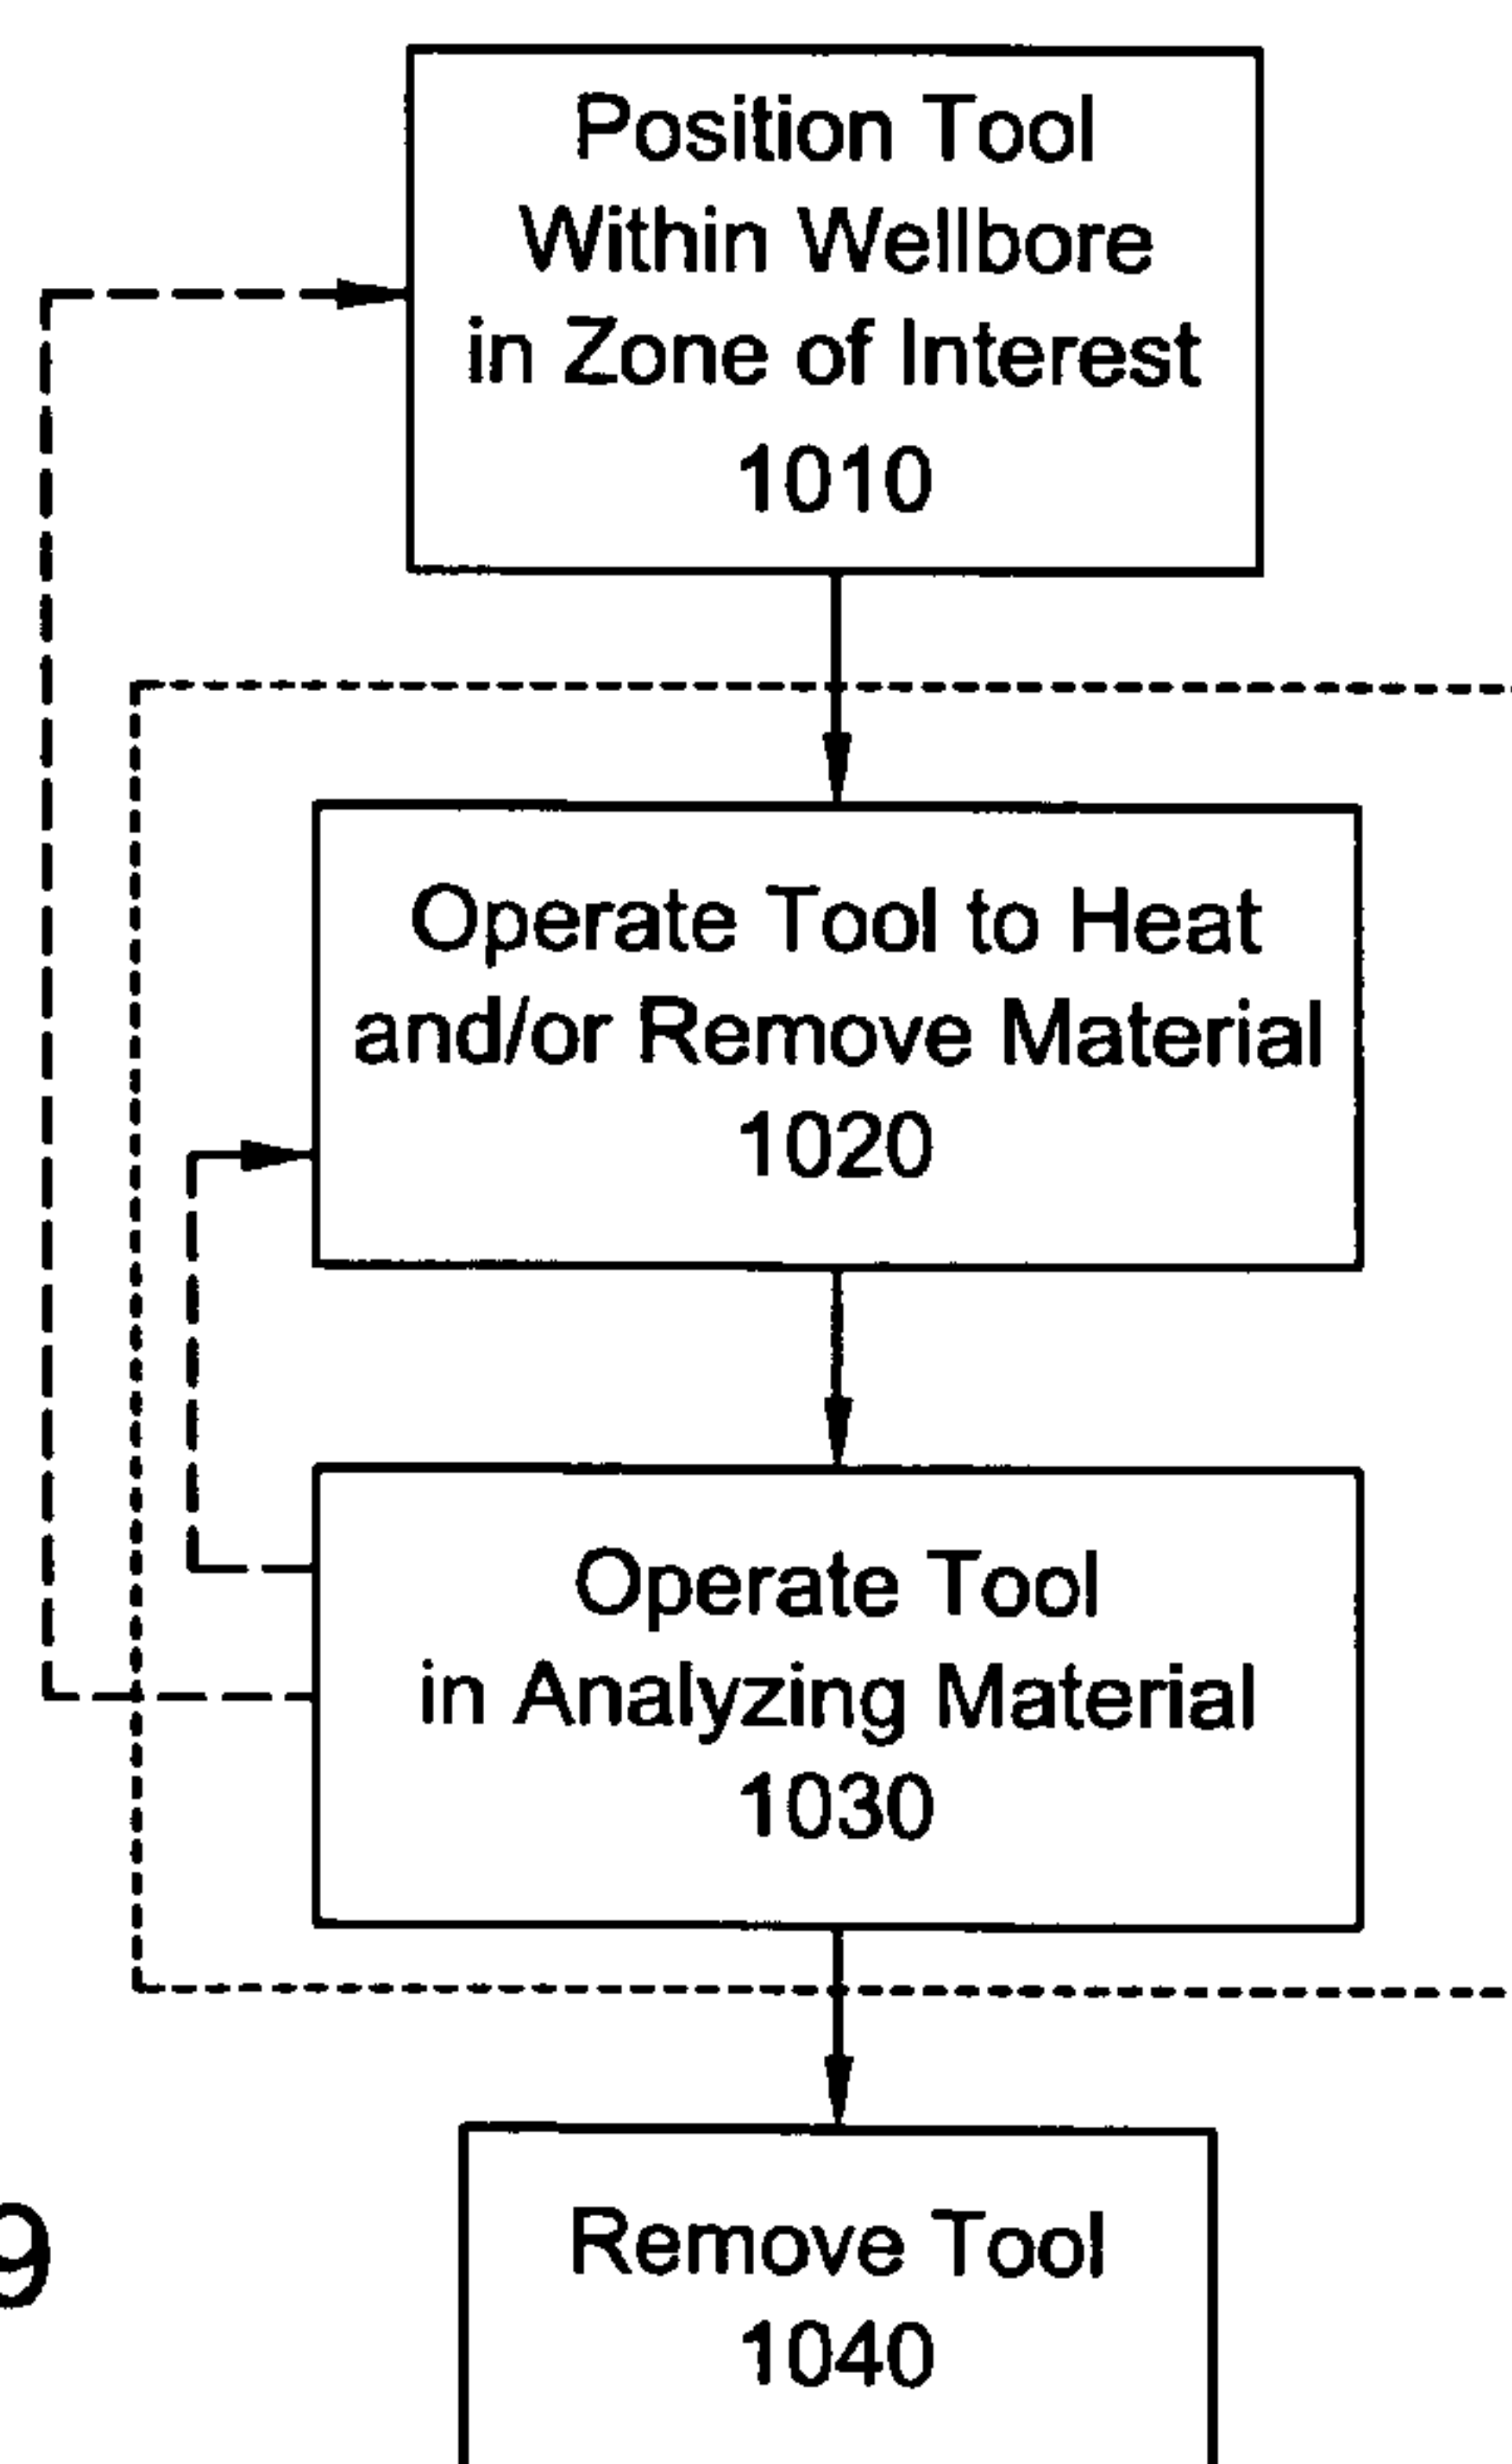 Position Tool
Within Wellbore
in Zone of Interest
1010
Operate Tool to Heat
and/or Remove Material
1020
Operate Tool
in Analyzing Material
1030
Remove Tool
1040
9